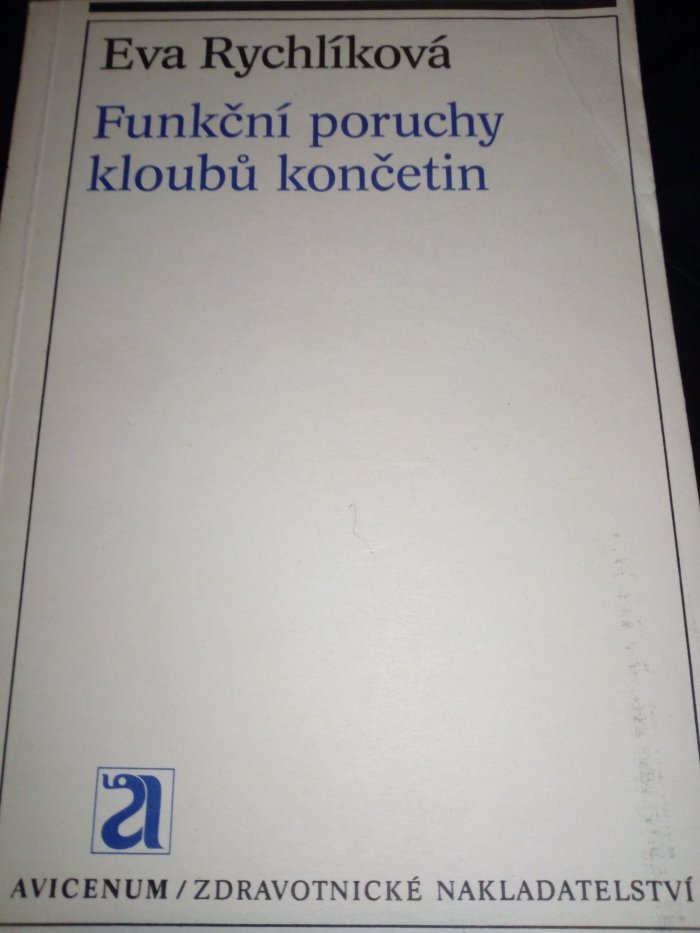 Eva Rychlíková
Funkční poruchy
kloubů končetin
a
AVICENUM / ZDRAVOTNICKÉ NAKLADATELSTVÍ